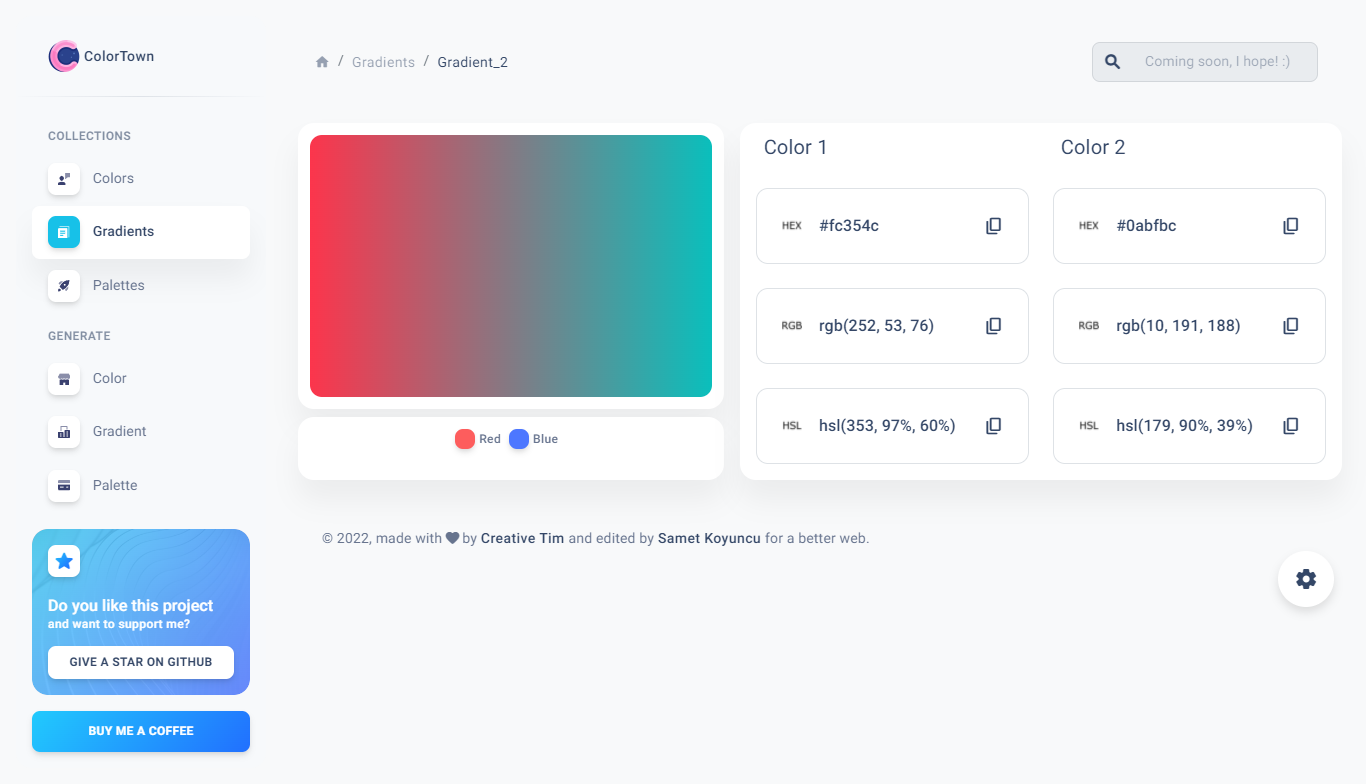 ColorTown
/ Gradients / Gradient_2
Coming soon, I hope! :)
COLLECTIONS
Colors
Gradients
Palettes
GENERATE
Color
Gradient
Palette
Do you like this project
and want to support me?
GIVE A STAR ON GITHUB
BUY ME A COFFEE
Red Blue
Color 1
HEX #fc354c
RGB rgb(252, 53, 76)
HSL hsl(353, 97%, 60%)
Color 2
HEX #0abfbc
RGB rgb(10, 191, 188)
HSL hsl(179, 90%, 39%)
© 2022, made with by Creative Tim and edited by Samet Koyuncu for a better web.